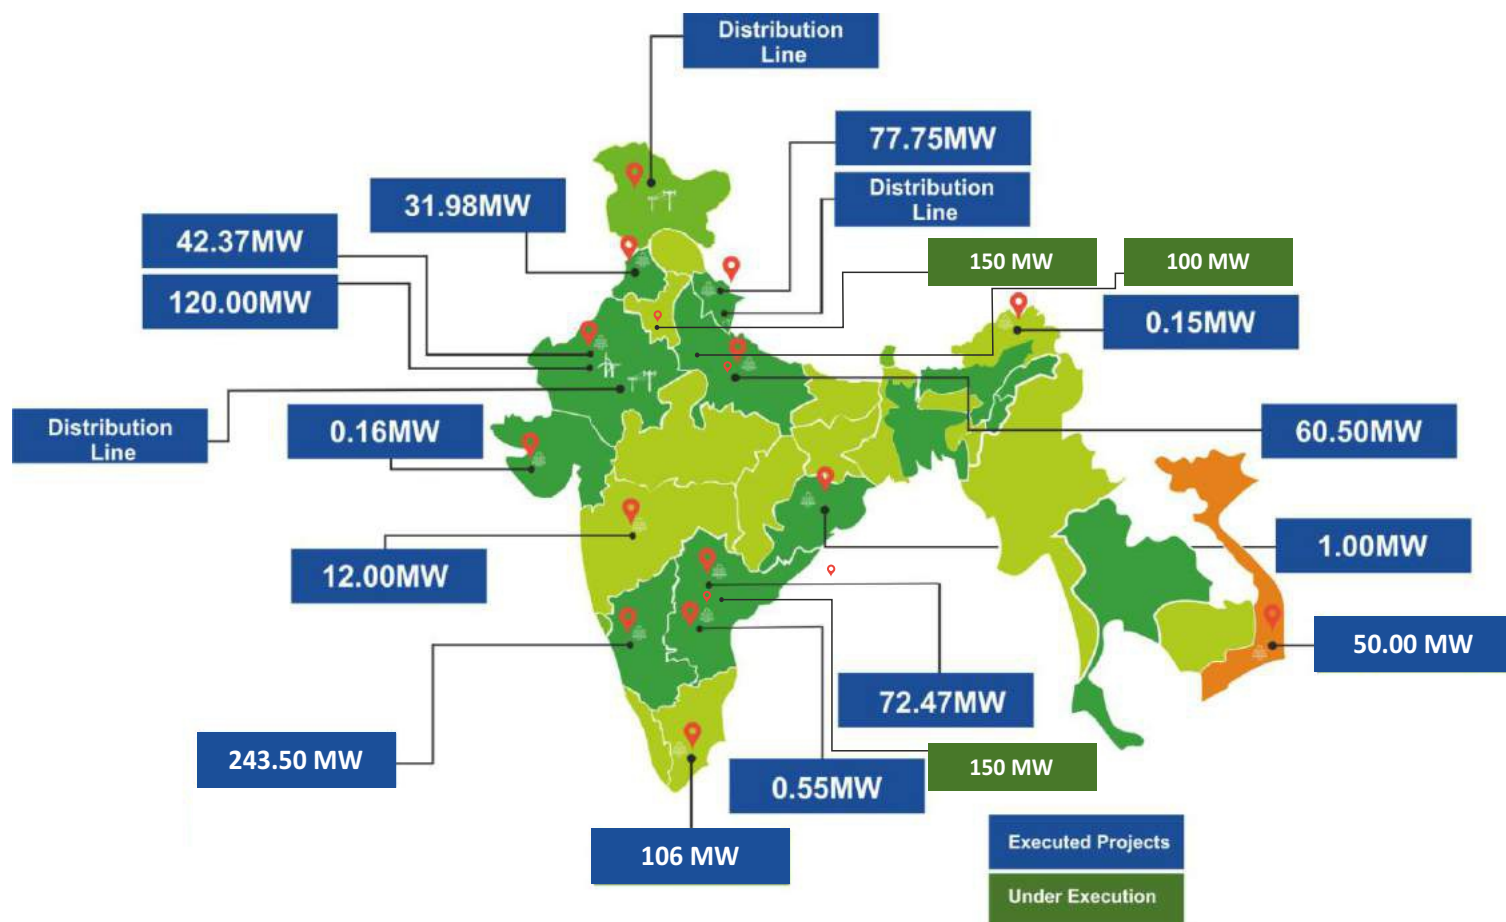 Distribution
Line
77.75MW
Distribution
Line
31.98MW
42.37MW
120.00MW
150 MW
100 MW
0.15MW
Distribution
Line
0.16MW
60.50MW
12.00MW
1.00MW
50.00 MW
72.47MW
243.50 MW
0.55MW
150 MW
106 MW
Executed Projects
Under Execution